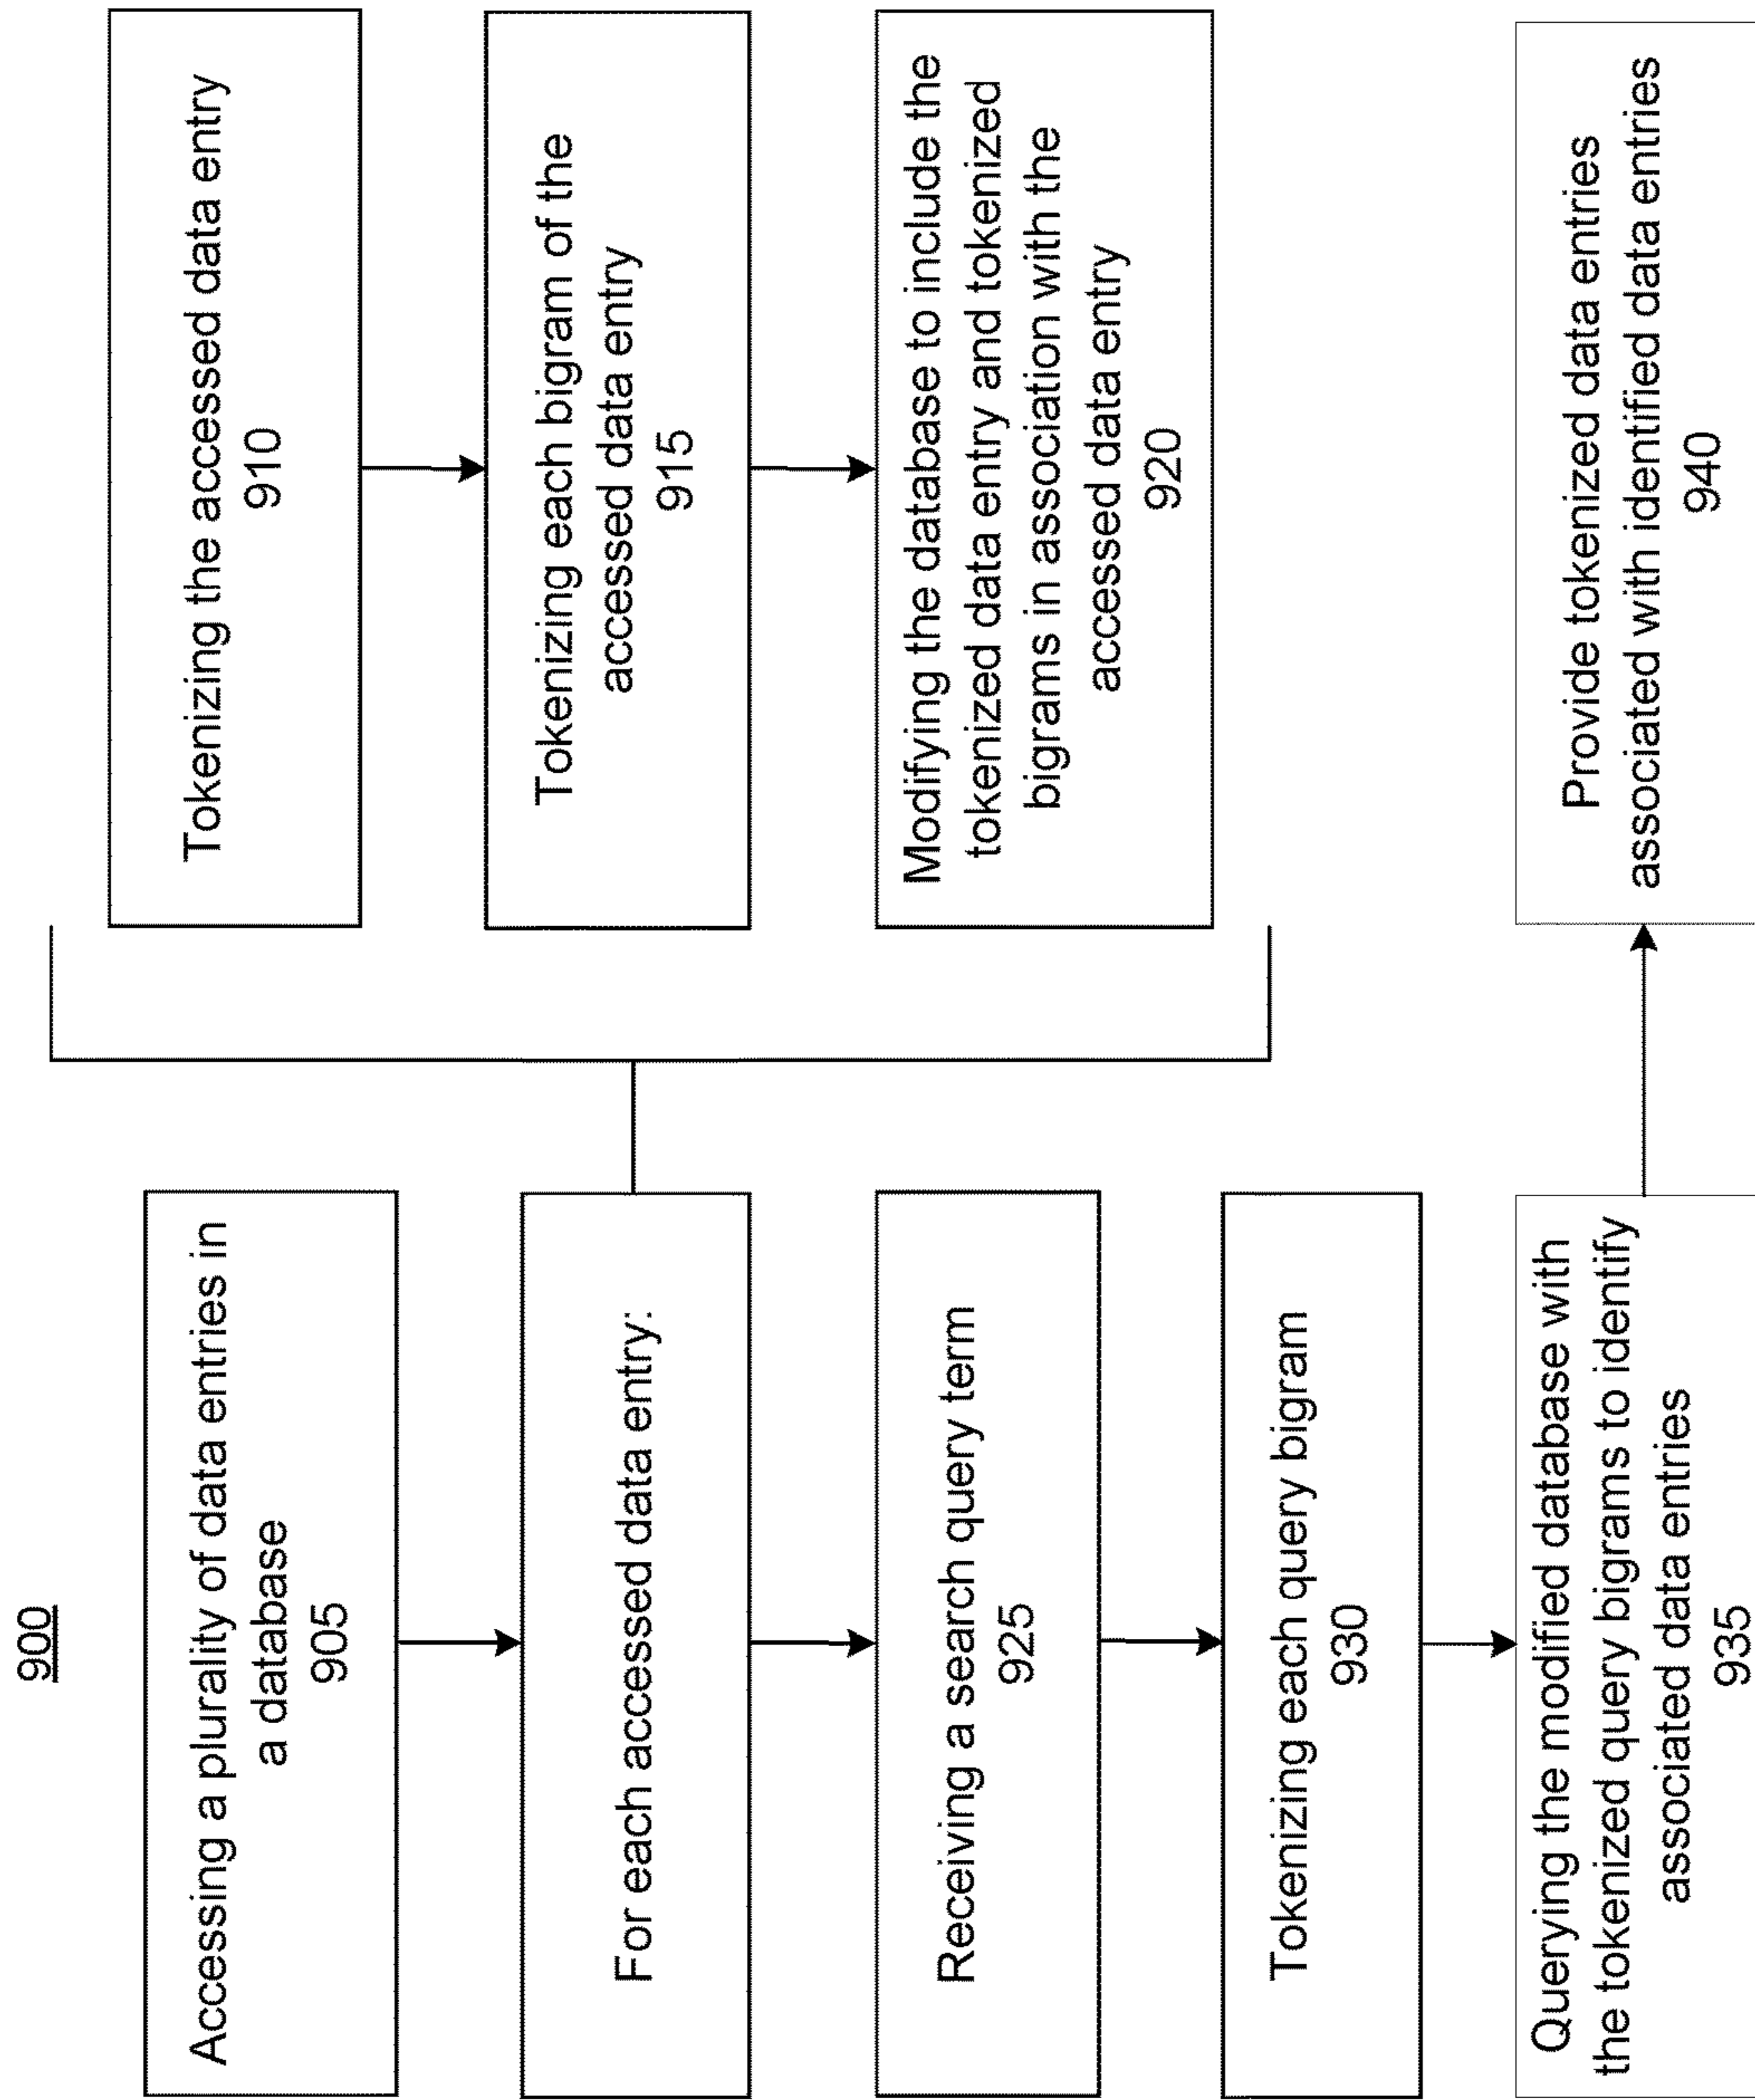 900
Accessing a plurality of data entries in
a database
905
For each accessed data entry:
Tokenizing the accessed data entry
910
Tokenizing each bigram of the
accessed data entry
915
Modifying the database to include the
tokenized data entry and tokenized
bigrams in association with the
accessed data entry
920
Receiving a search query term
925
Tokenizing each query bigram
930
Querying the modified database with
the tokenized query bigrams to identify
associated data entries
935
Provide tokenized data entries
associated with identified data entries
940